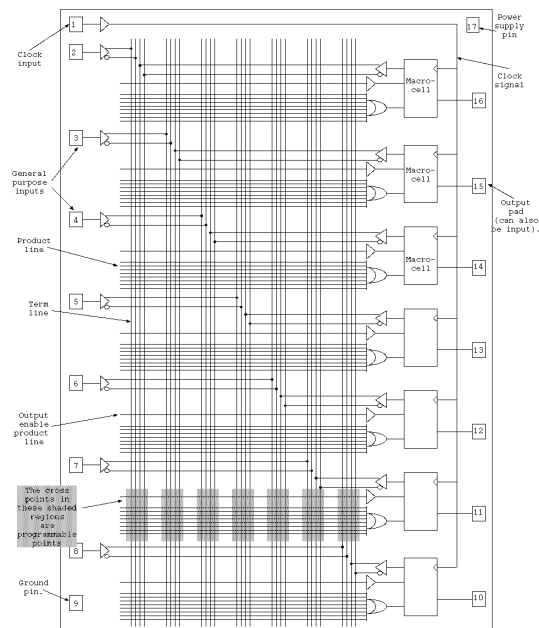 1
17
Power
supply
pin
2
Clock
input
Clock
signal
Macro-
cell
16
3
Macro-
cell
General
purpose
inputs
15
4
Output
pad
(can also
be input).
Product
line
Macro-
cell
14
Term
line
5
13
6
Output
enable
product
line
12
7
The cross
points in
these shaded
regions
are
programmable
points
11
8
Ground
pin.
9
10